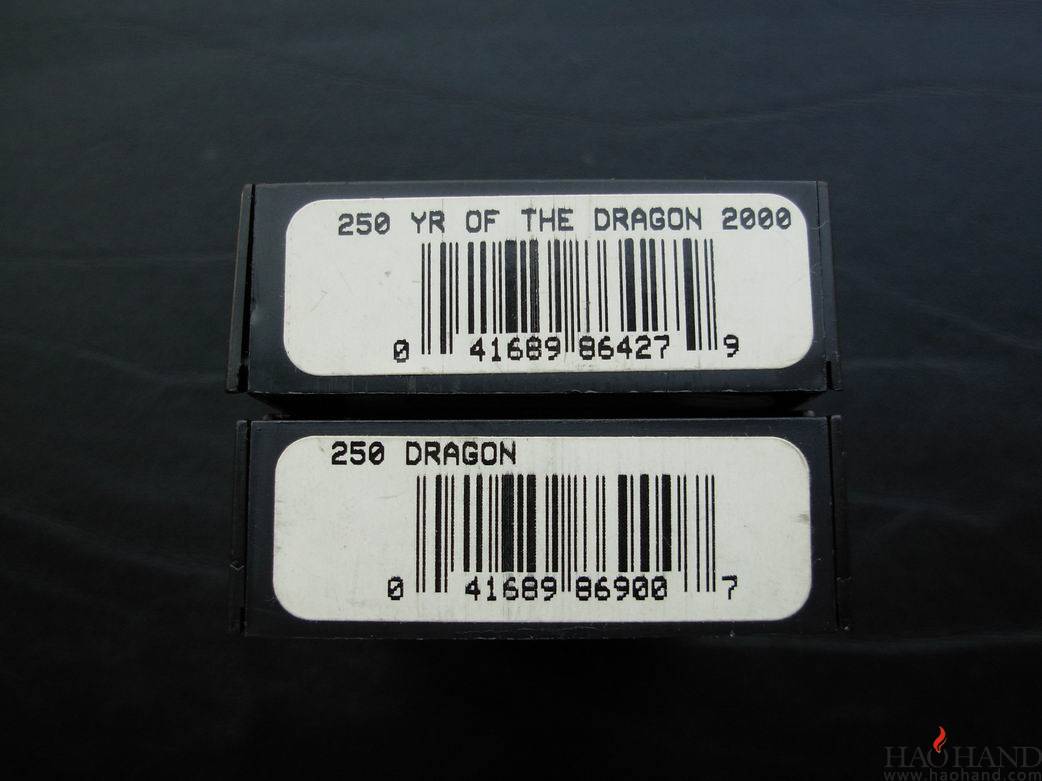 250 YR OF THE DRAGON 2000
0 41689 86427 9
250 DRAGON
0 41689 86900 7
HAOHAND
www.haohand.com